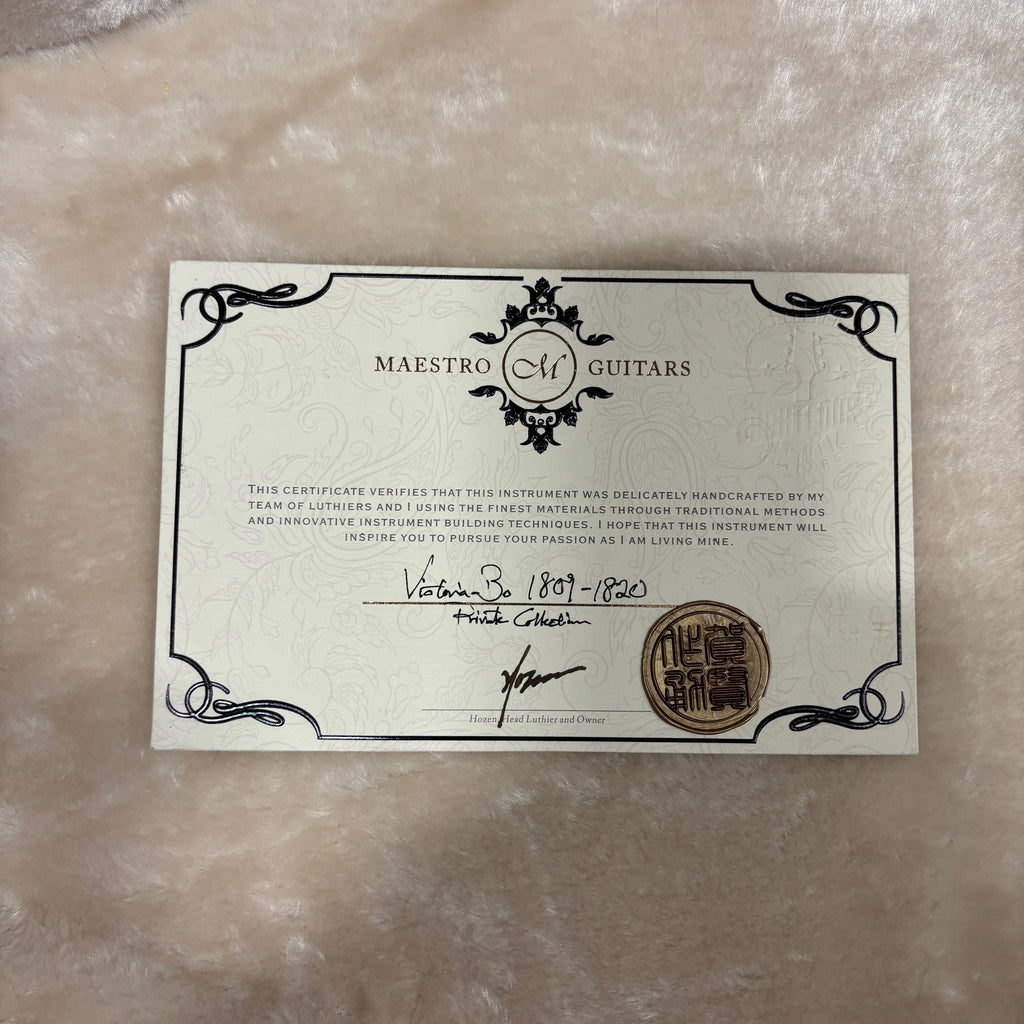 MAESTRO M GUITARS
THIS CERTIFICATE VERIFIES THAT THIS INSTRUMENT WAS DELICATELY HANDCRAFTED BY MY
TEAM OF LUTHIERS AND I USING THE FINEST MATERIALS THROUGH TRADITIONAL METHODS
AND INNOVATIVE INSTRUMENT BUILDING TECHNIQUES. I HOPE THAT THIS INSTRUMENT WILL
INSPIRE YOU TO PURSUE YOUR PASSION AS I AM LIVING MINE.
Victoria-Bo 1809-1820
Private Collection
Hozen
Hozen, Head Luthier and Owner